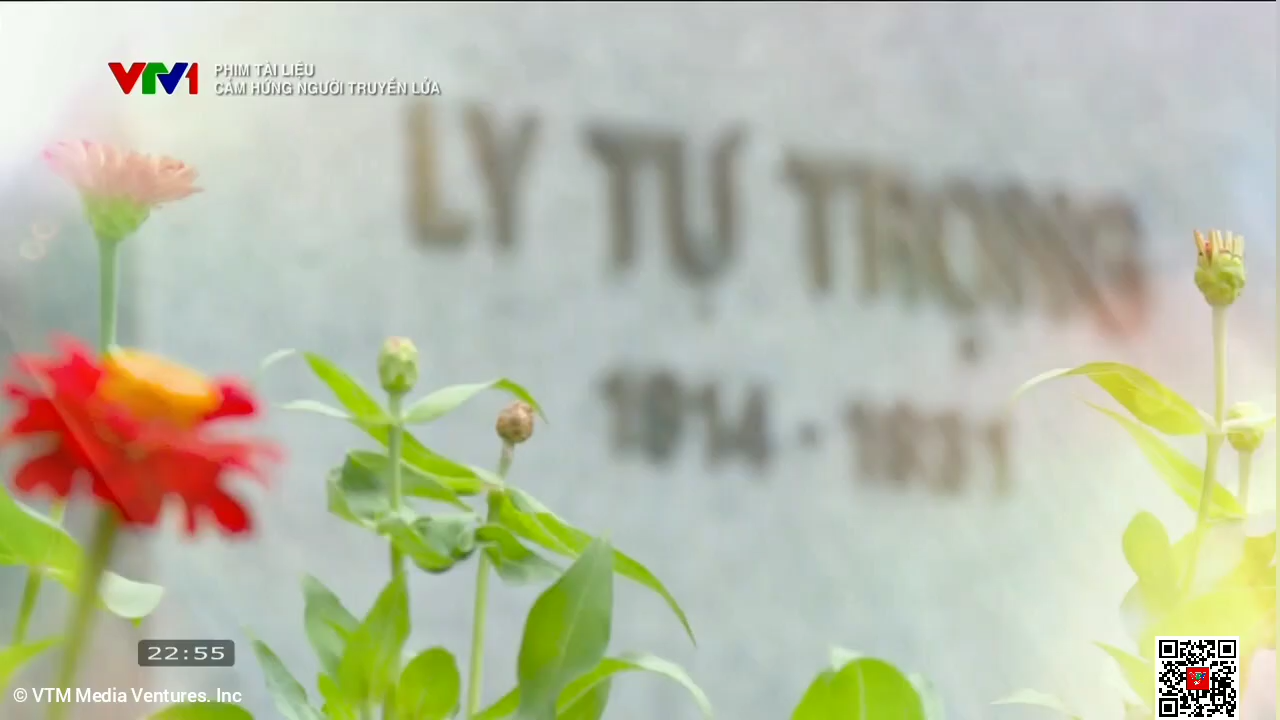 VTV1
PHIM TÀI LIỆU
CẢM HỨNG NGƯỜI TRUYỀN LỬA
LÝ TỰ TRỌNG
1914 - 1931
22:55
© VTM Media Ventures. Inc